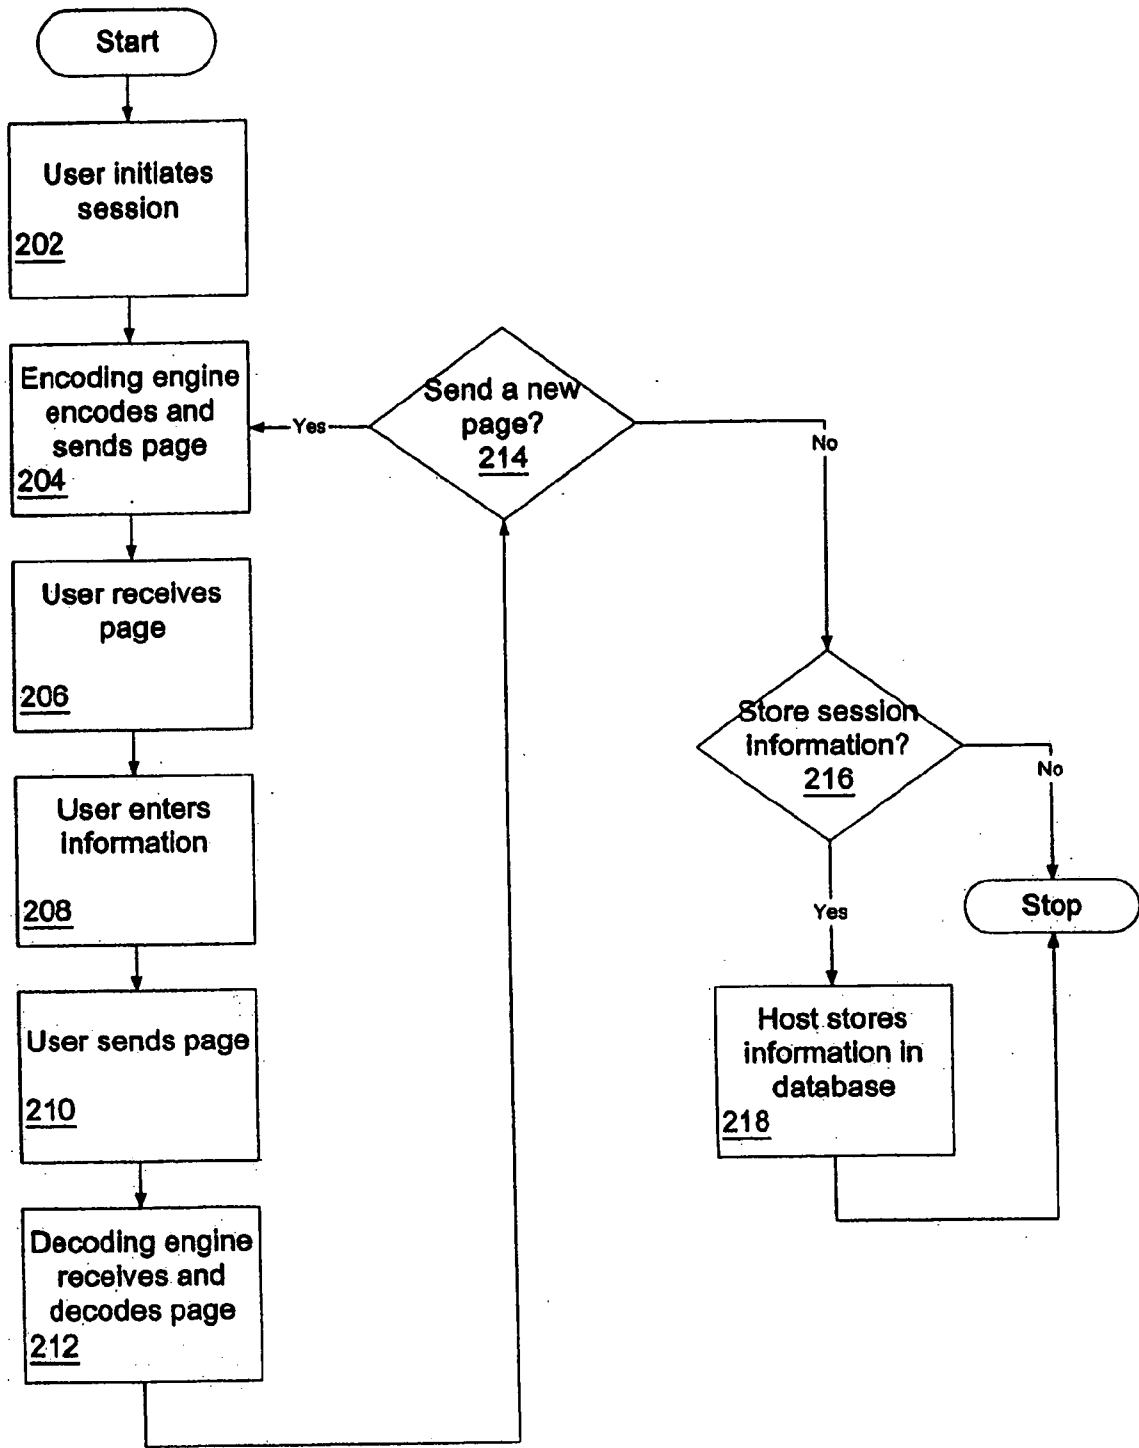 Start
User initiates
session
202
Encoding engine
encodes and
sends page
204
User receives
page
206
User enters
information
208
User sends page
210
Decoding engine
receives and
decodes page
212
Send a new
page?
214
Yes
No
Store session
information?
216
No
Yes
Stop
Host stores
information in
database
218